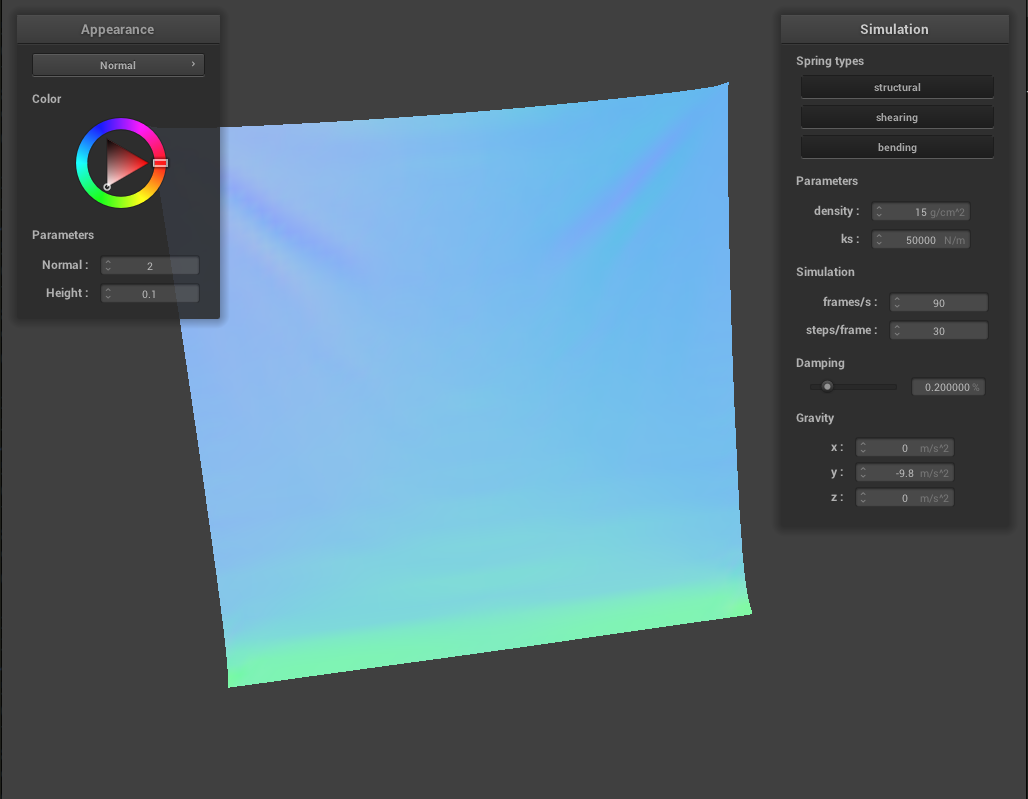 Appearance
Normal ›
Color
Parameters
Normal : 2
Height : 0.1
Simulation
Spring types
structural
shearing
bending
Parameters
density : 15 g/cm^2
ks : 50000 N/m
Simulation
frames/s : 90
steps/frame : 30
Damping
0.200000 %
Gravity
x : 0 m/s^2
y : -9.8 m/s^2
z : 0 m/s^2